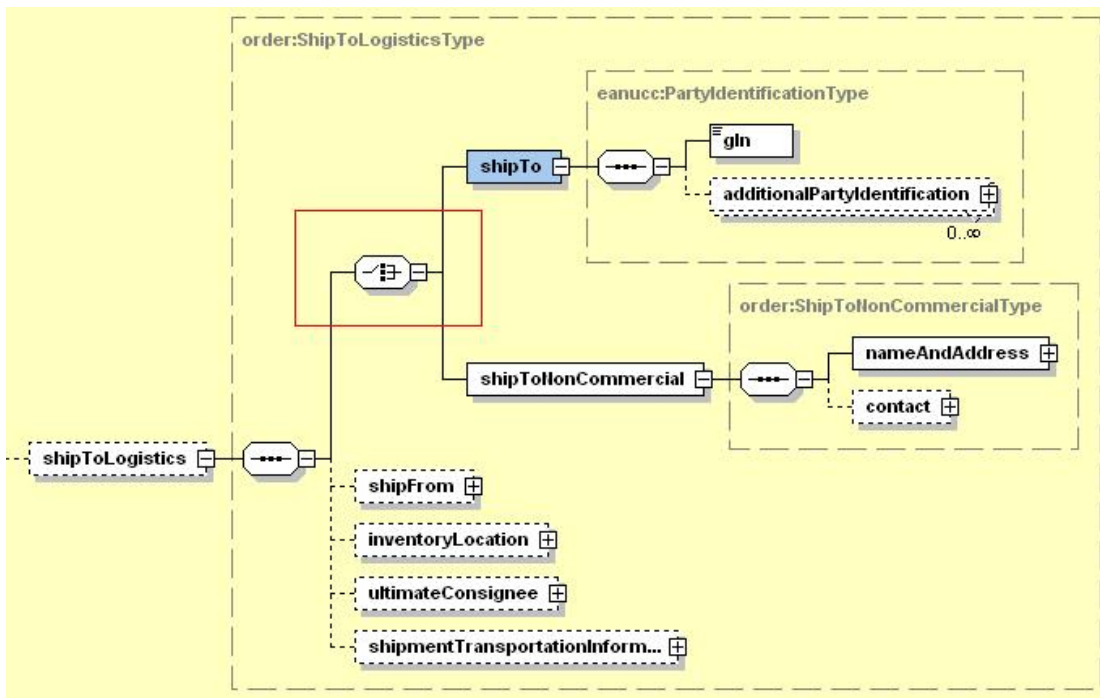 order:ShipToLogisticsType
eanucc:PartyIdentificationType
gln
shipTo
additionalPartyIdentification
0..∞
order:ShipToNonCommercialType
nameAndAddress
shipToNonCommercial
contact
shipToLogistics
shipFrom
inventoryLocation
ultimateConsignee
shipmentTransportationInform...